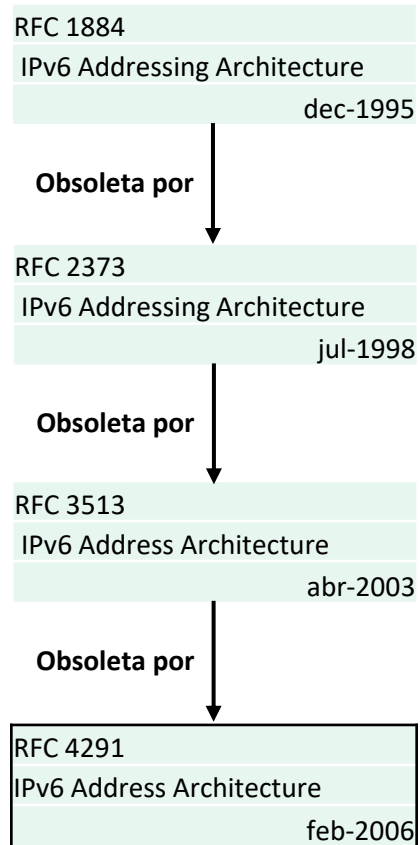 RFC 1884
IPv6 Addressing Architecture
dec-1995
Obsoleta por
RFC 2373
IPv6 Addressing Architecture
jul-1998
Obsoleta por
RFC 3513
IPv6 Address Architecture
abr-2003
Obsoleta por
RFC 4291
IPv6 Address Architecture
feb-2006